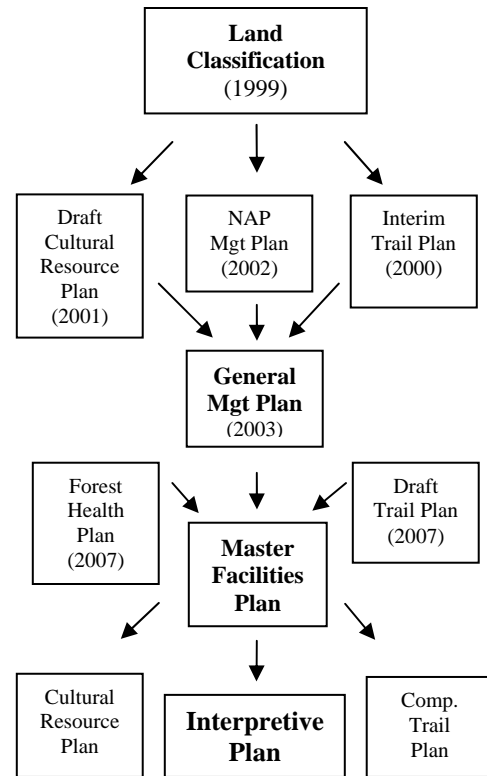 Land
Classification
(1999)
Draft
Cultural
Resource
Plan
(2001)
NAP
Mgt Plan
(2002)
Interim
Trail Plan
(2000)
General
Mgt Plan
(2003)
Forest
Health
Plan
(2007)
Draft
Trail Plan
(2007)
Master
Facilities
Plan
Cultural
Resource
Plan
Interpretive
Plan
Comp.
Trail
Plan